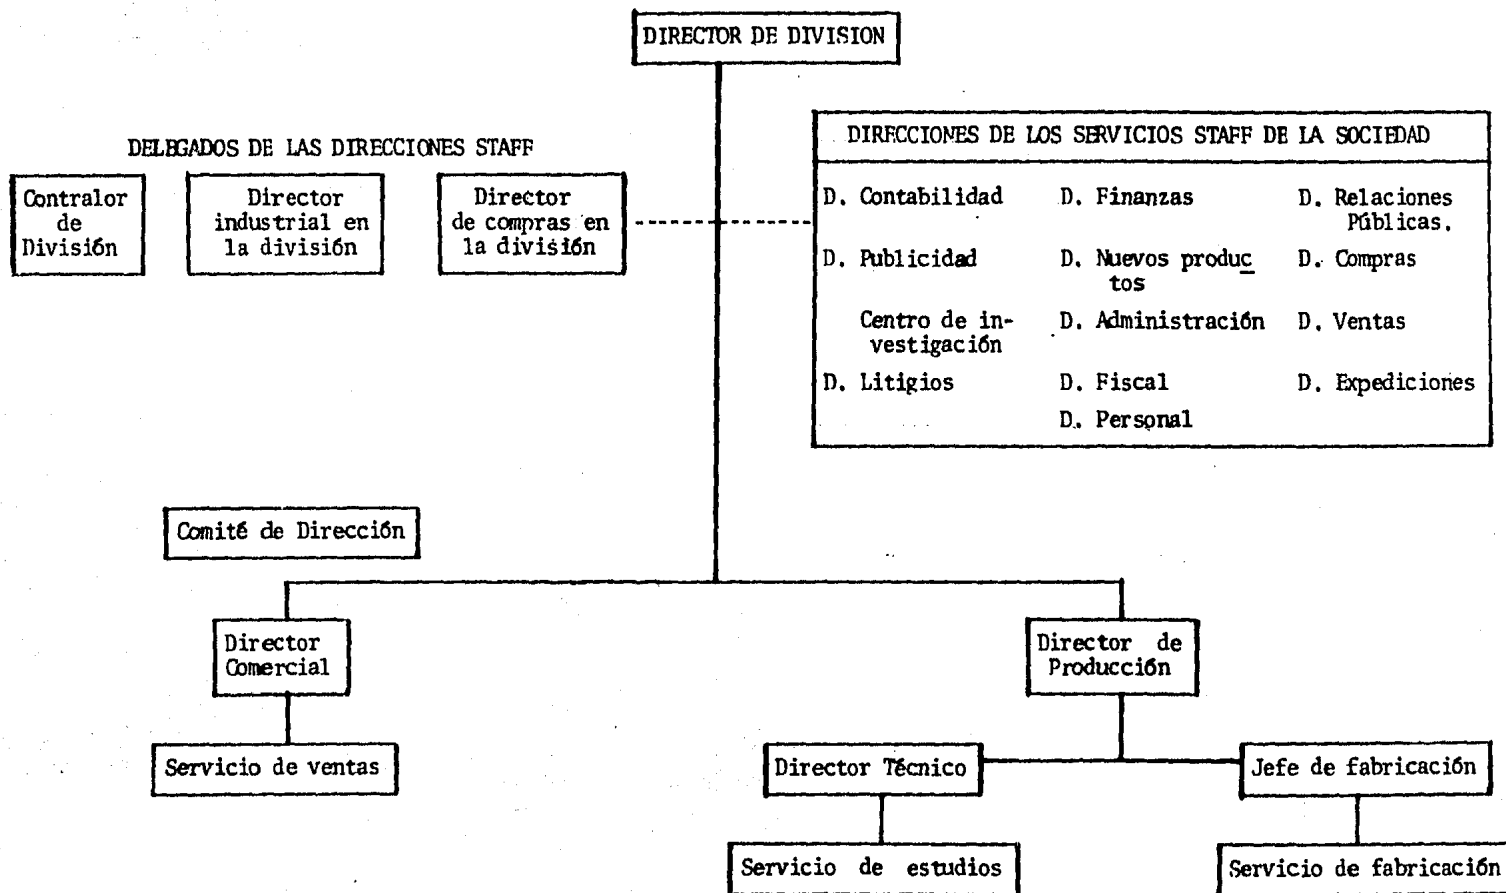 DIRECTOR DE DIVISION
DELEGADOS DE LAS DIRECCIONES STAFF
Contralor
de
División
Director
industrial en
la división
Director
de compras en
la división
DIRECCIONES DE LOS SERVICIOS STAFF DE LA SOCIEDAD
D. Contabilidad D. Finanzas D. Relaciones
Públicas.
D. Publicidad D. Nuevos produc
tos D. Compras
Centro de in-
vestigación D. Administración D. Ventas
D. Litigios D. Fiscal D. Expediciones
D. Personal
Comité de Dirección
Director
Comercial
Director de
Producción
Servicio de ventas
Director Técnico
Jefe de fabricación
Servicio de estudios
Servicio de fabricación